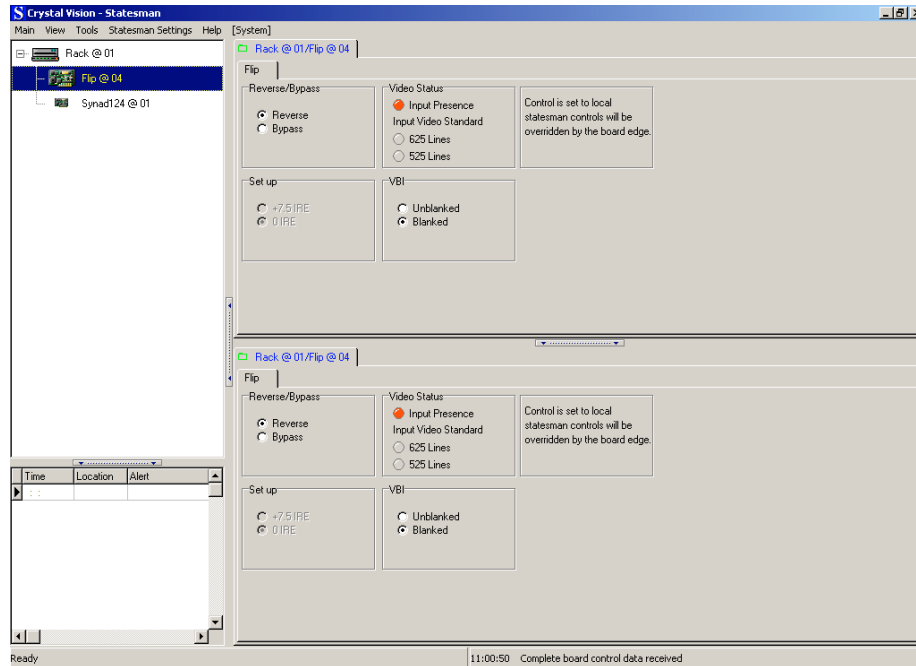 S Crystal Vision - Statesman
Main View Tools Statesman Settings Help [System]
Rack @ 01
Flip @ 04
Synad124 @ 01
Rack @ 01/Flip @ 04
Flip
Reverse/Bypass
Reverse
Bypass
Video Status
Input Presence
Input Video Standard
625 Lines
525 Lines
Control is set to local
statesman controls will be
overridden by the board edge.
Set up
+7.5 IRE
0 IRE
VBI
Unblanked
Blanked
Rack @ 01/Flip @ 04
Flip
Reverse/Bypass
Reverse
Bypass
Video Status
Input Presence
Input Video Standard
625 Lines
525 Lines
Control is set to local
statesman controls will be
overridden by the board edge.
Set up
+7.5 IRE
0 IRE
VBI
Unblanked
Blanked
Time Location Alert
: :
Ready 11:00:50 Complete board control data received